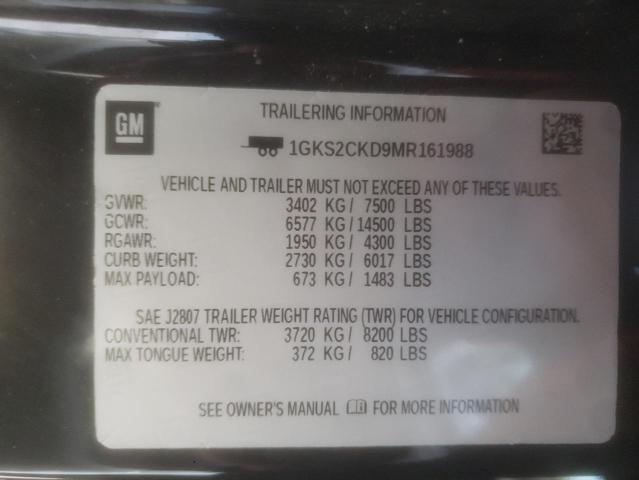 GM
TRAILERING INFORMATION
1GKS2CKD9MR161988
VEHICLE AND TRAILER MUST NOT EXCEED ANY OF THESE VALUES.
GVWR: 3402 KG/ 7500 LBS
GCWR: 6577 KG/ 14500 LBS
RGAWR: 1950 KG/ 4300 LBS
CURB WEIGHT: 2730 KG/ 6017 LBS
MAX PAYLOAD: 673 KG/ 1483 LBS
SAE J2807 TRAILER WEIGHT RATING (TWR) FOR VEHICLE CONFIGURATION.
CONVENTIONAL TWR: 3720 KG/ 8200 LBS
MAX TONGUE WEIGHT: 372 KG/ 820 LBS
SEE OWNER'S MANUAL FOR MORE INFORMATION